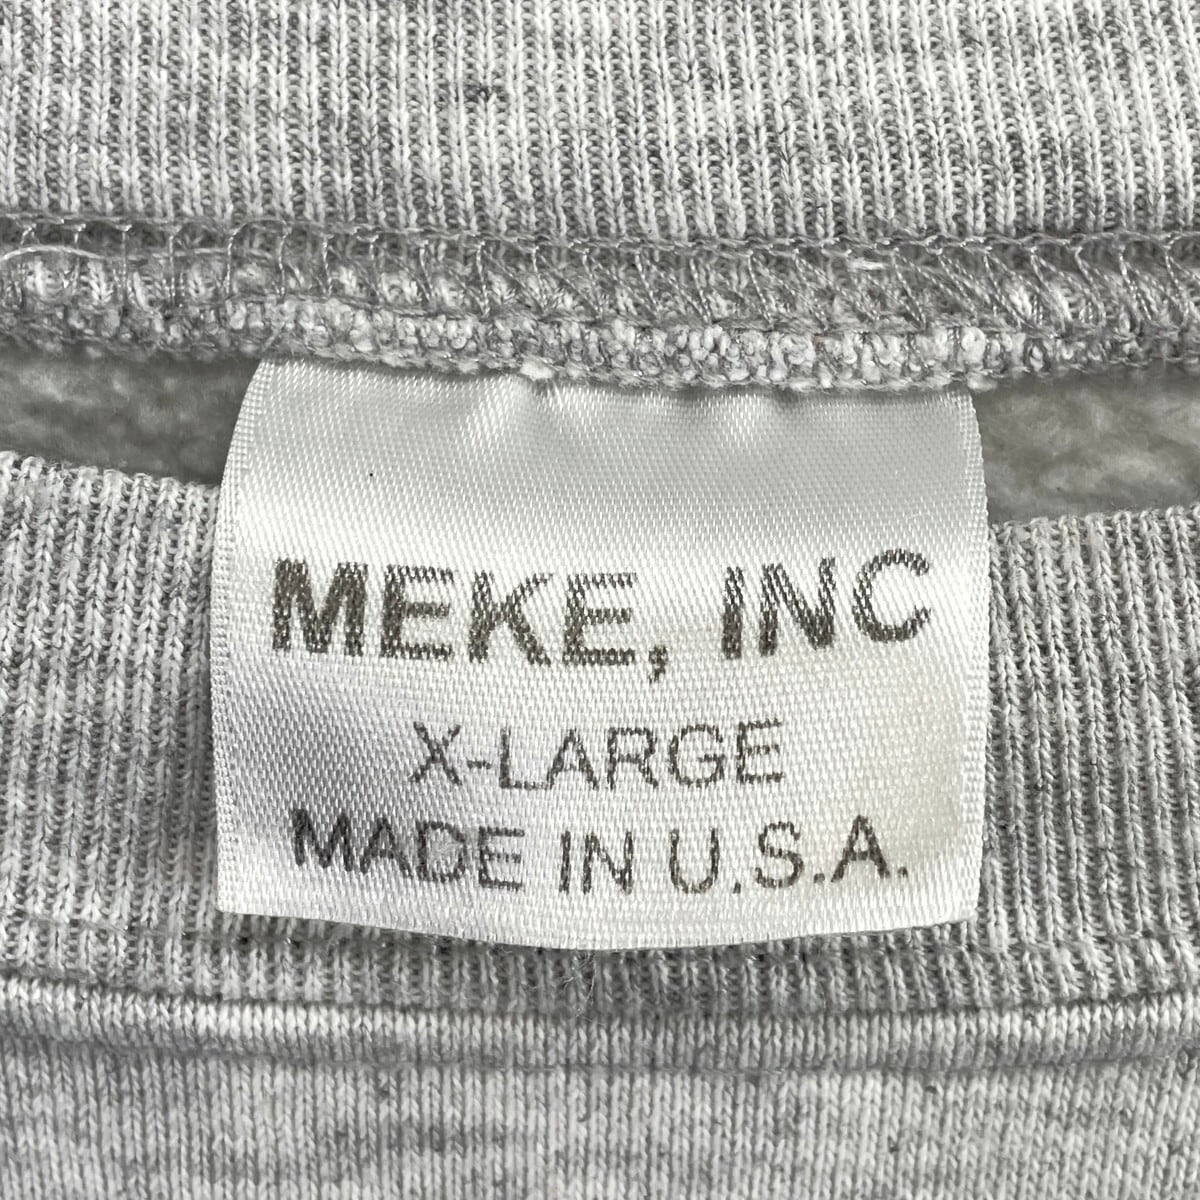 MEKE, INC
X-LARGE
MADE IN U.S.A.